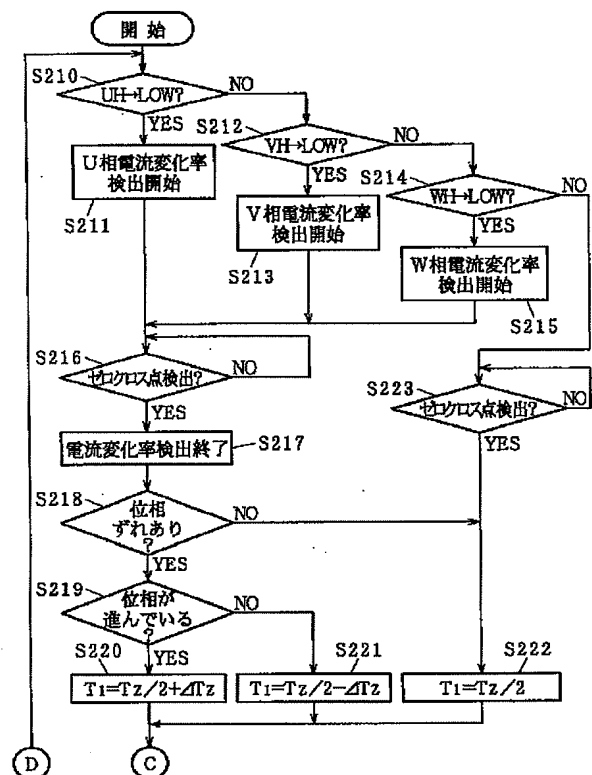 開始
S210
UH→LOW?
NO
YES
S212
VH→LOW?
NO
YES
S214
WH→LOW?
NO
YES
U相電流変化率
検出開始
S211
V相電流変化率
検出開始
S213
W相電流変化率
検出開始
S215
S216
ゼロクロス点検出?
NO
YES
S223
ゼロクロス点検出?
NO
YES
電流変化率検出終了
S217
S218
位相
ずれあり
?
NO
YES
S219
位相が
進んでいる
?
NO
YES
S220
T1=Tz/2+ΔTz
S221
T1=Tz/2-ΔTz
S222
T1=Tz/2
D
C